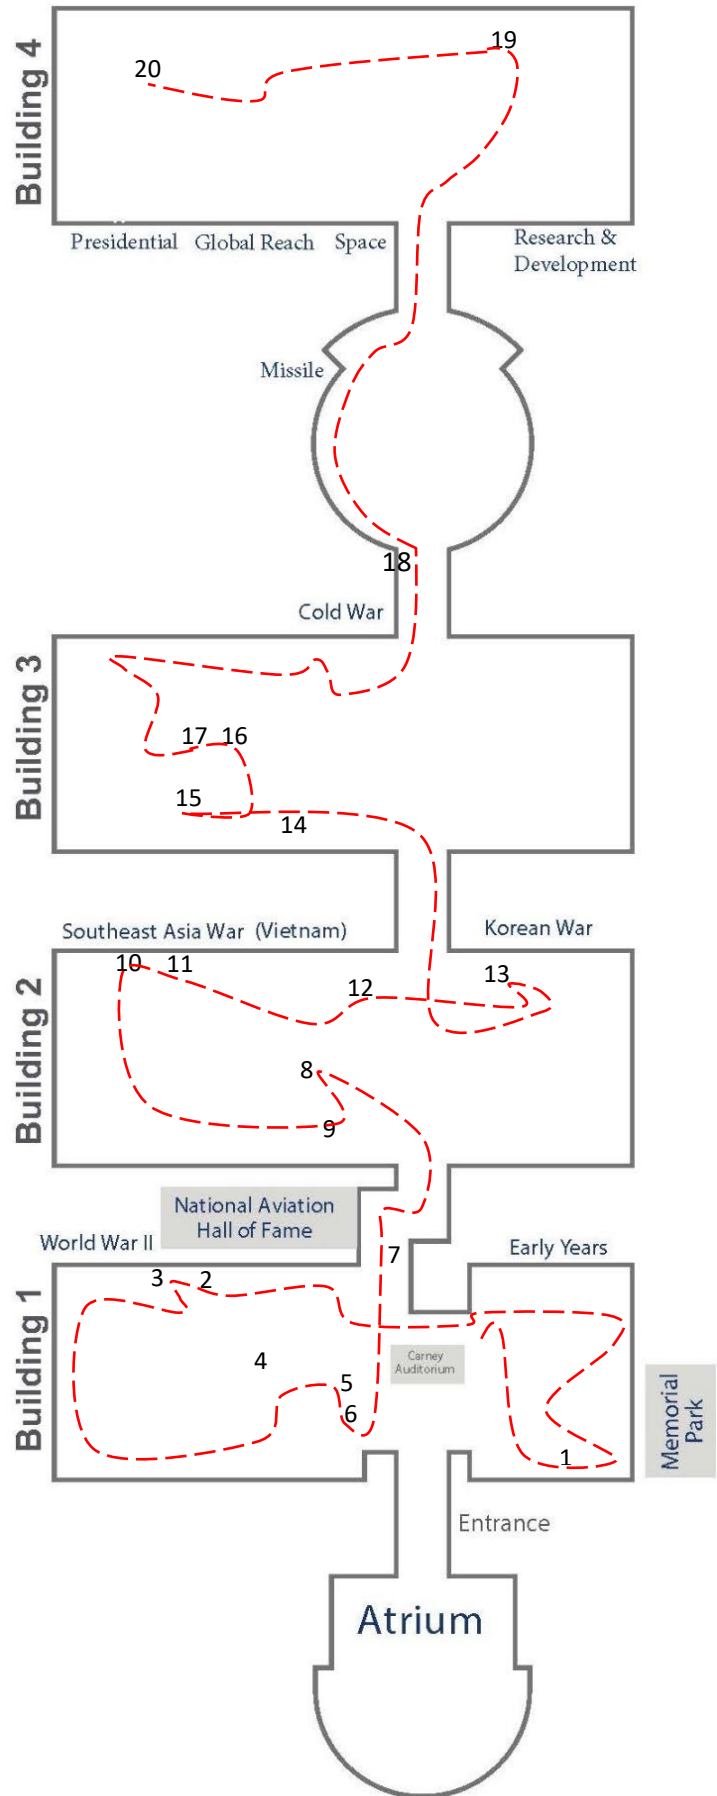 Building 4
19
20
Presidential
Global Reach
Space
Research &
Development
Missile
18
Cold War
Building 3
17
16
15
14
Southeast Asia War (Vietnam)
Korean War
Building 2
10
11
12
13
8
9
National Aviation
Hall of Fame
World War II
7
Early Years
Building 1
3
2
4
5
6
Carney
Auditorium
1
Memorial
Park
Entrance
Atrium